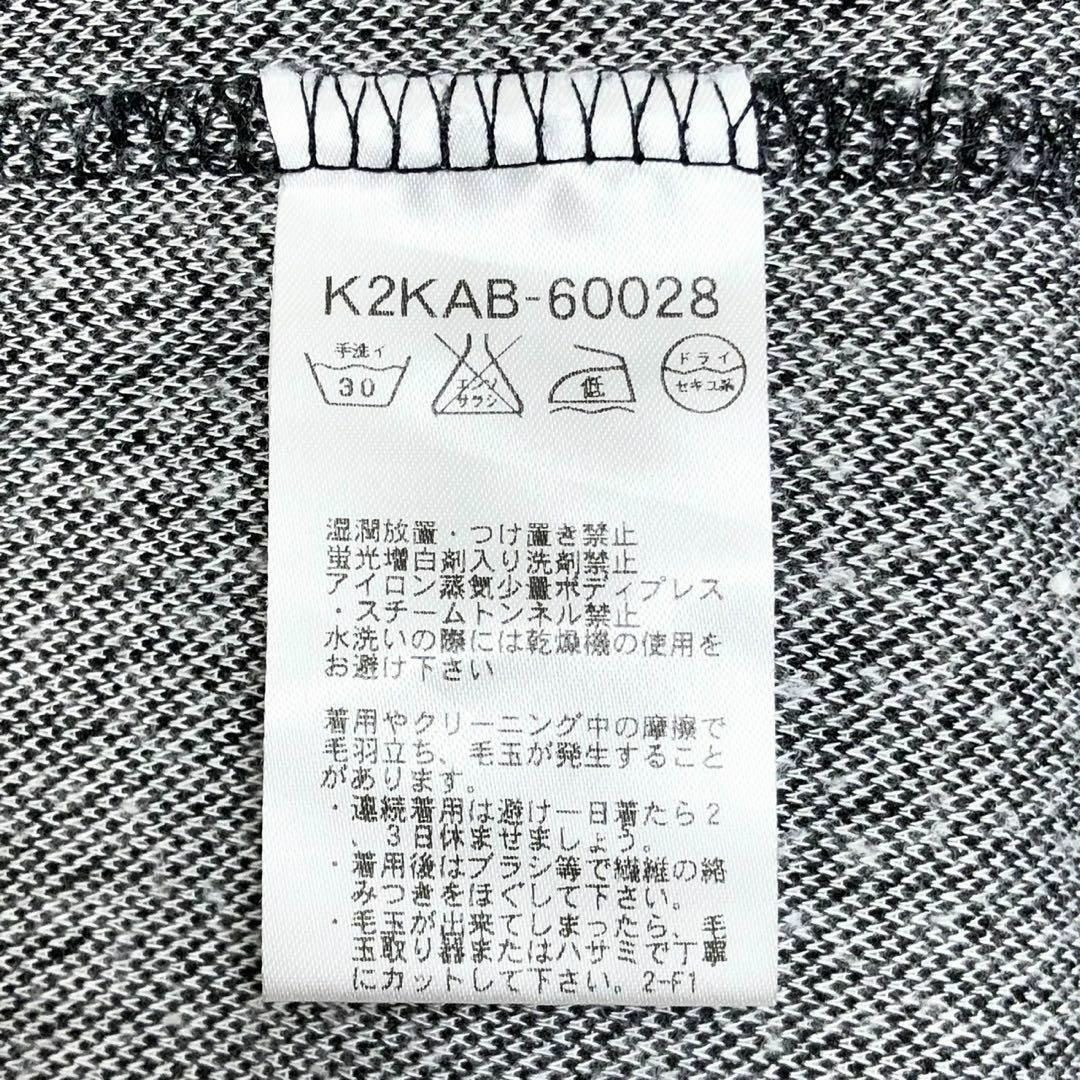 K2KAB-60028
手洗イ
30
エンソ
サラシ
低
ドライ
セキユ系
湿潤放置・つけ置き禁止
蛍光増白剤入り洗剤禁止
アイロン蒸気少量ボディプレス
・スチームトンネル禁止
水洗いの際には乾燥機の使用を
お避け下さい
着用やクリーニング中の摩擦で
毛羽立ち、毛玉が発生すること
があります。
・連続着用は避け一日着たら2
、3日休ませましょう。
・着用後はブラシ等で繊維の絡
みつきをほぐして下さい。
・毛玉が出来てしまったら、毛
玉取り器またはハサミで丁寧
にカットして下さい。2-F1